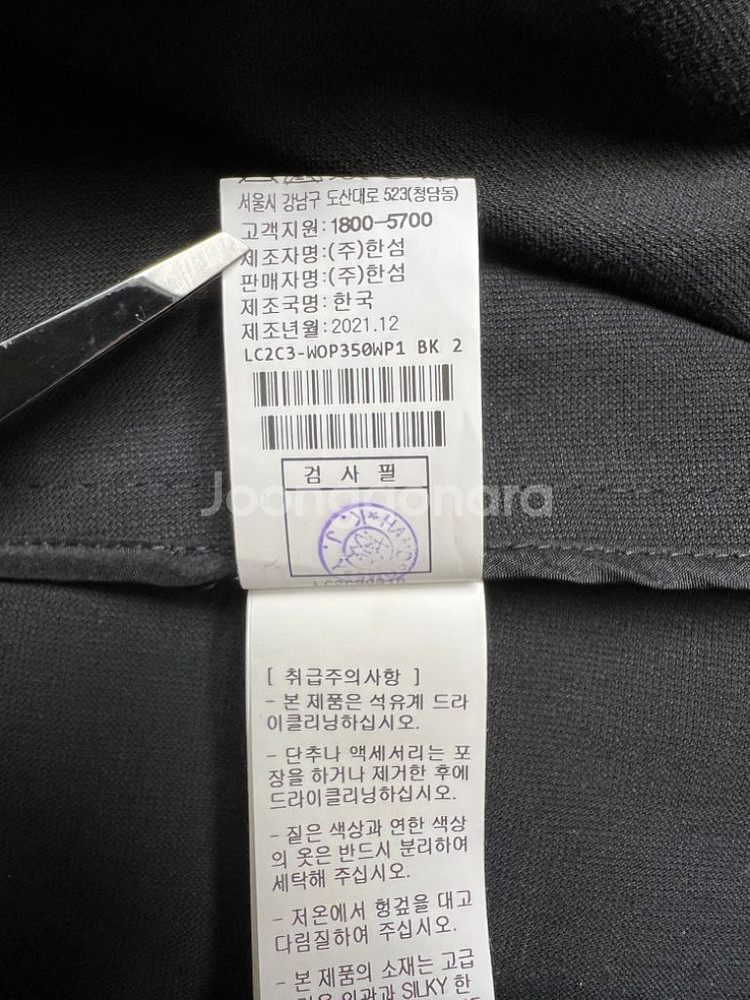 서울시 강남구 도산대로 523(청담동)
고객지원:1800-5700
제조자명:(주)한섬
판매자명:(주)한섬
제조국명:한국
제조년월:2021.12
LC2C3-WOP350WP1 BK 2
검 사 필
Joonggonara
[ 취급주의사항 ]
- 본 제품은 석유계 드라
이클리닝하십시오.
- 단추나 액세서리는 포
장을 하거나 제거한 후에
드라이클리닝하십시오.
- 짙은 색상과 연한 색상
의 옷은 반드시 분리하여
세탁해 주십시오.
- 저온에서 헝겊을 대고
다림질하여 주십시오.
- 본 제품의 소재는 고급
외관과 SILKY 한